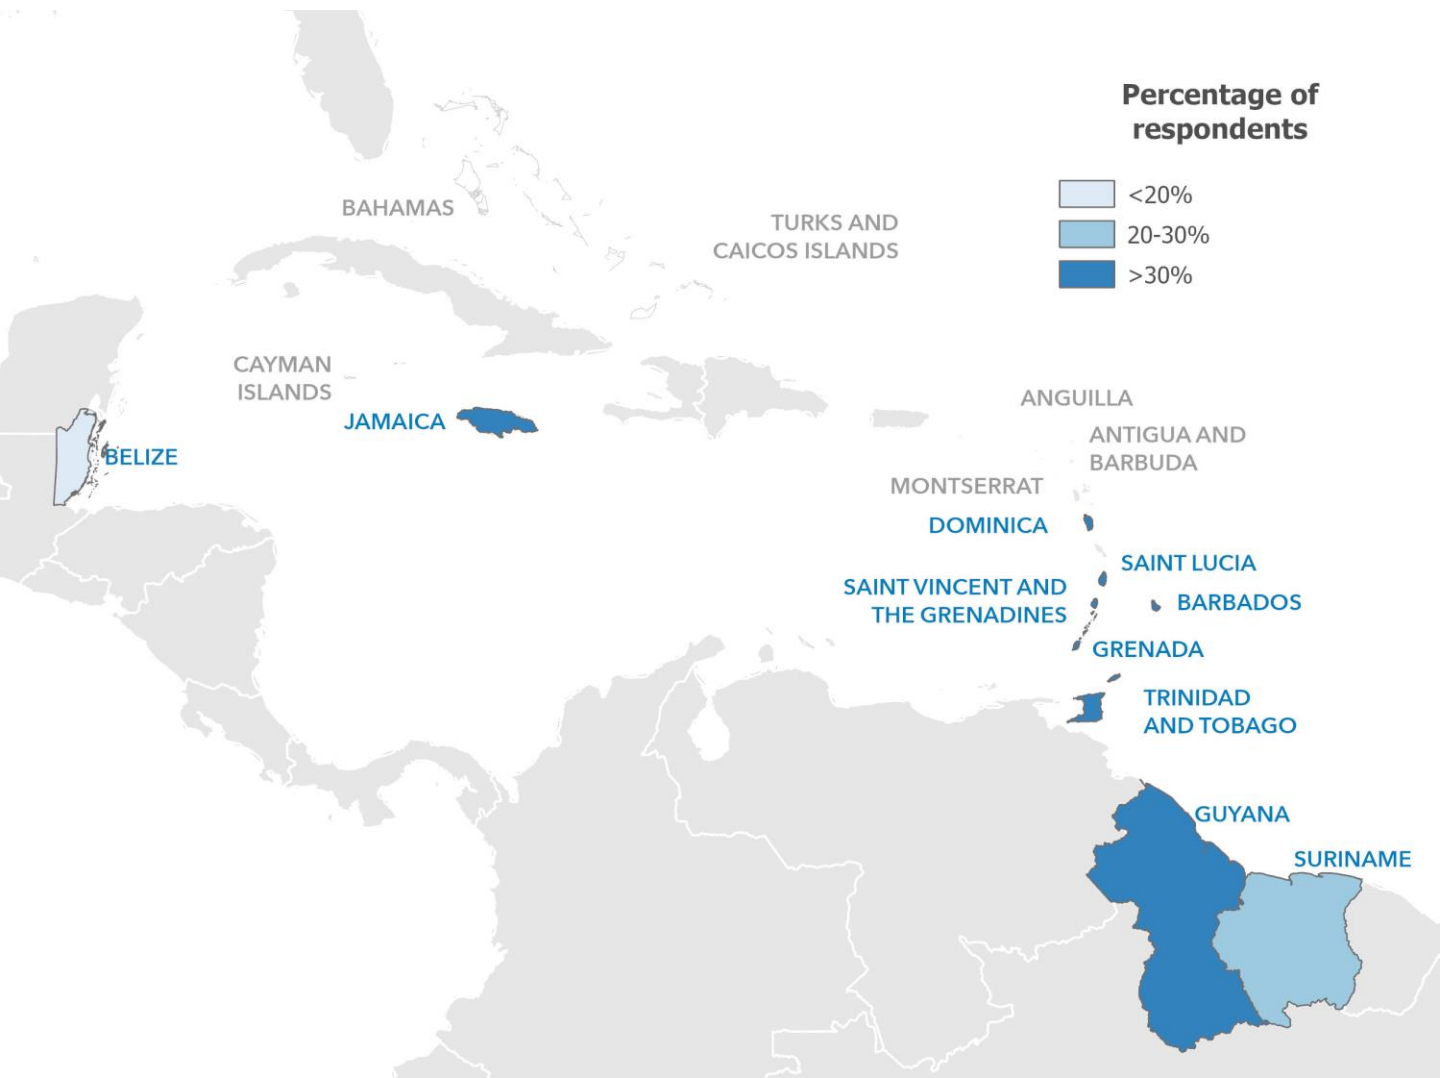 Percentage of
respondents
<20%
20-30%
>30%
BAHAMAS
TURKS AND
CAICOS ISLANDS
CAYMAN
ISLANDS
JAMAICA
BELIZE
ANGUILLA
ANTIGUA AND
BARBUDA
MONTSERRAT
DOMINICA
SAINT LUCIA
SAINT VINCENT AND
THE GRENADINES
BARBADOS
GRENADA
TRINIDAD
AND TOBAGO
GUYANA
SURINAME